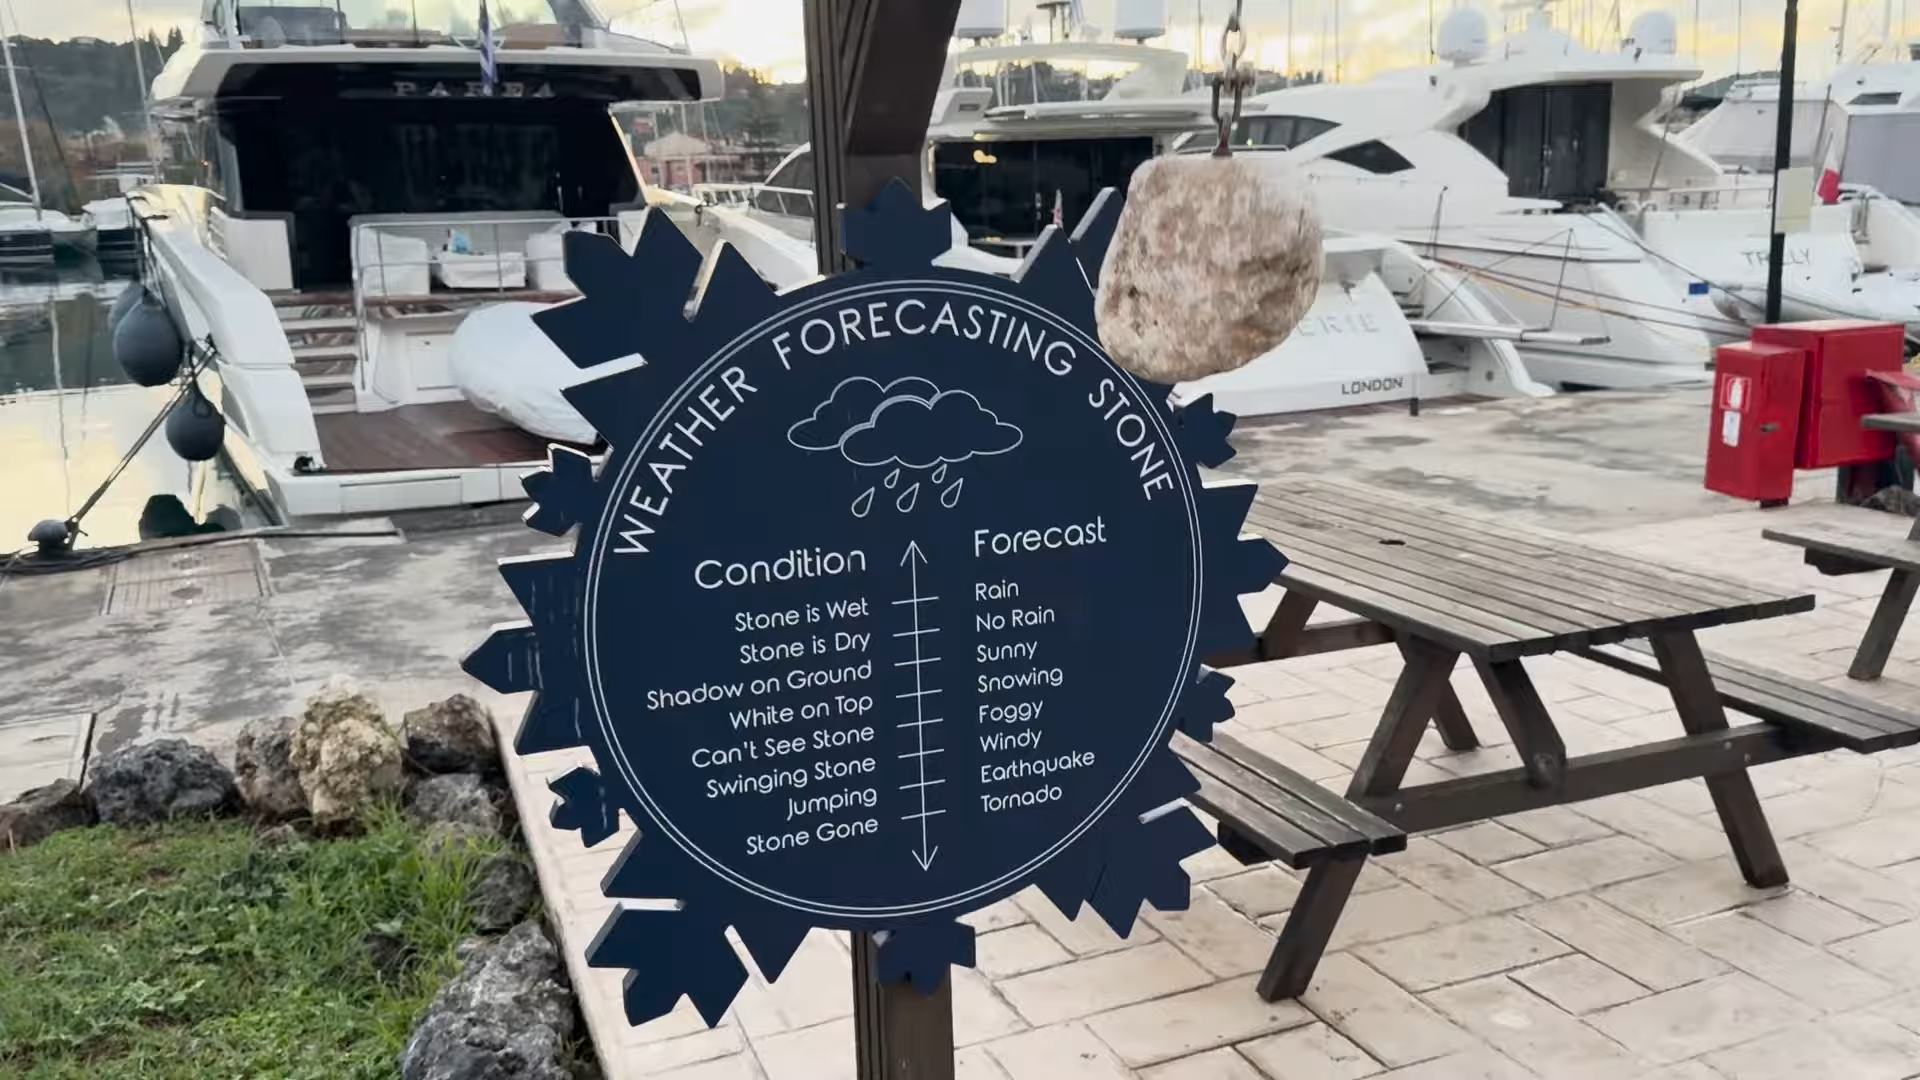 PAREA
WEATHER FORECASTING STONE
LONDON
Condition
Forecast
Stone is Wet
Rain
Stone is Dry
No Rain
Shadow on Ground
Sunny
White on Top
Snowing
Can't See Stone
Foggy
Swinging Stone
Windy
Jumping
Earthquake
Stone Gone
Tornado